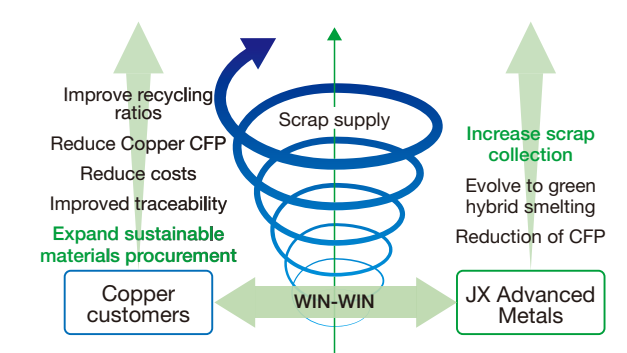 Improve recycling
ratios
Reduce Copper CFP
Reduce costs
Improved traceability
Expand sustainable
materials procurement
Copper
customers
Scrap supply
WIN-WIN
Increase scrap
collection
Evolve to green
hybrid smelting
Reduction of CFP
JX Advanced
Metals